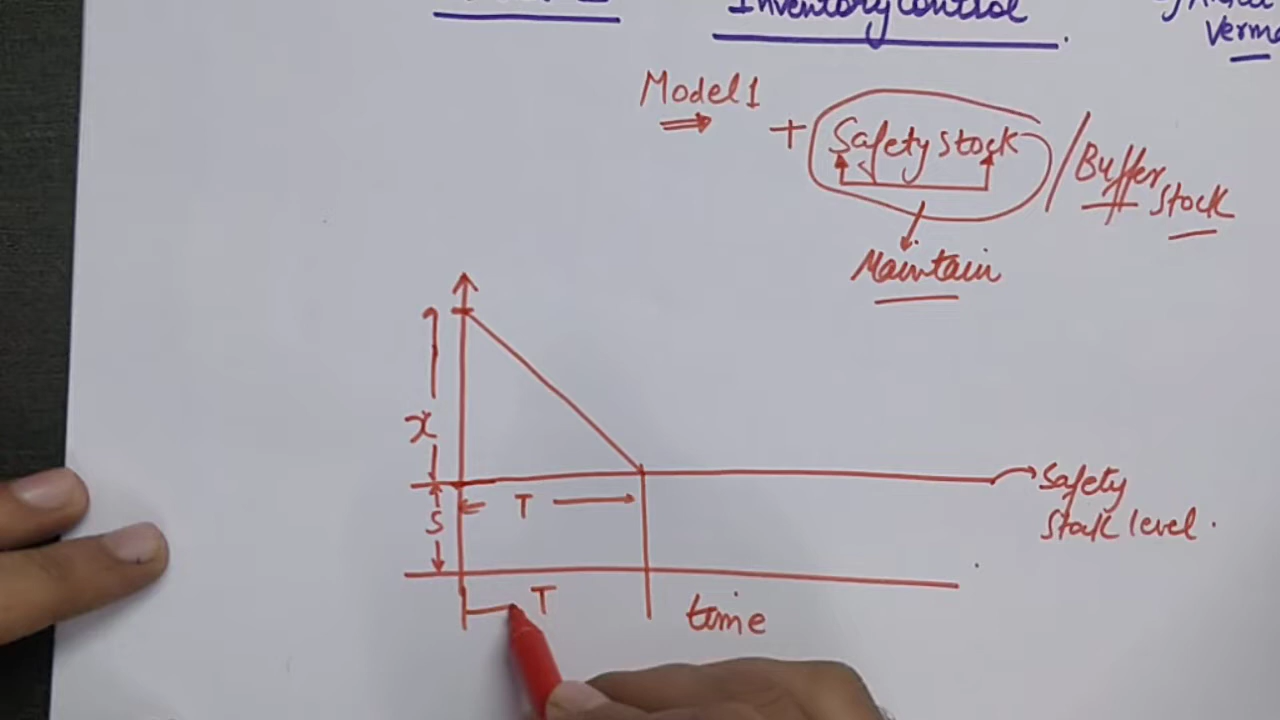 Inventory Control
Verma
Model 1
+ Safety stock / Buffer
stock
Maintain
x
S
T
Safety
Stock level.
T
time